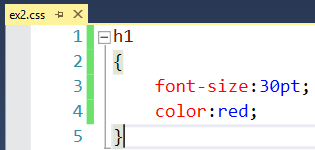 ex2.css
1 h1
2 {
3 font-size:30pt;
4 color:red;
5 }